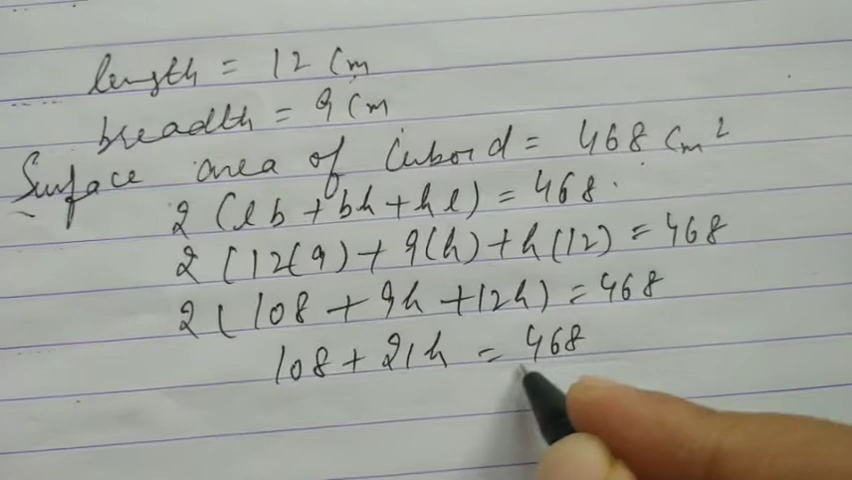 length = 12 cm
breadth = 9 cm
Surface area of cuboid = 468 cm²
2 (lb + bh + hl) = 468.
2 (12(9) + 9(h) + h(12) = 468
2 ( 108 + 9h + 12h) = 468
108 + 21h = 468